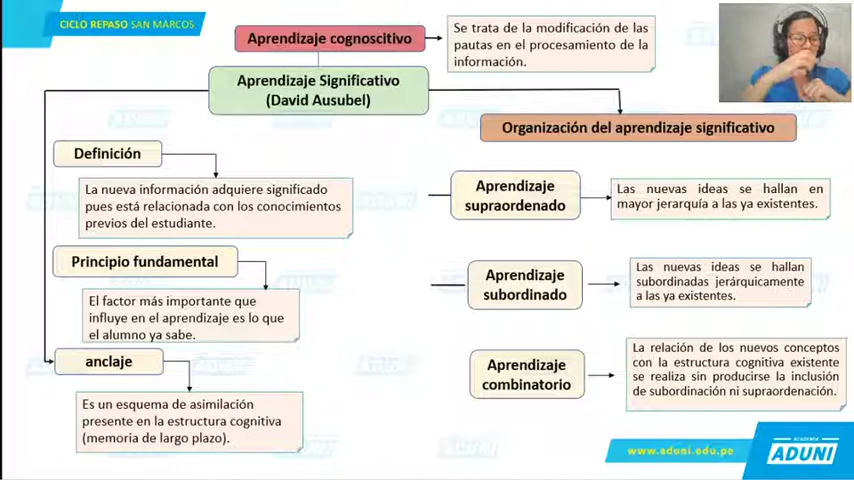 CICLO REPASO SAN MARCOS
Aprendizaje cognoscitivo
Se trata de la modificación de las
pautas en el procesamiento de la
información.
Aprendizaje Significativo
(David Ausubel)
Organización del aprendizaje significativo
Definición
La nueva información adquiere significado
pues está relacionada con los conocimientos
previos del estudiante.
Aprendizaje
supraordenado
Las nuevas ideas se hallan en
mayor jerarquía a las ya existentes.
Principio fundamental
El factor más importante que
influye en el aprendizaje es lo que
el alumno ya sabe.
Aprendizaje
subordinado
Las nuevas ideas se hallan
subordinadas jerárquicamente
a las ya existentes.
anclaje
Es un esquema de asimilación
presente en la estructura cognitiva
(memoria de largo plazo).
Aprendizaje
combinatorio
La relación de los nuevos conceptos
con la estructura cognitiva existente
se realiza sin producirse la inclusión
de subordinación ni supraordenación.
www.aduni.edu.pe
ACADEMIA
ADUNI